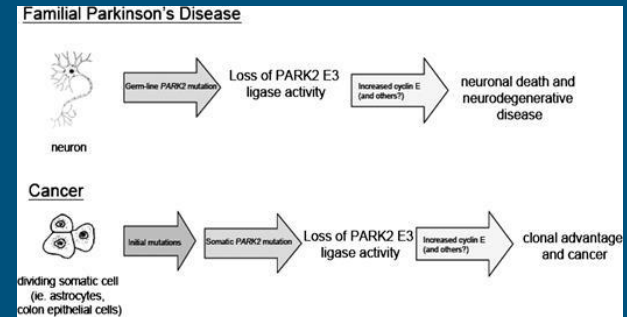 Familial Parkinson's Disease
Germ-line PARK2 mutation
Loss of PARK2 E3
ligase activity
Increased cyclin E
(and others?)
neuronal death and
neurodegenerative
disease
neuron
Cancer
Initial mutations
Somatic PARK2 mutation
Loss of PARK2 E3
ligase activity
Increased cyclin E
(and others?)
clonal advantage
and cancer
dividing somatic cell
(ie. astrocytes,
colon epithelial cells)